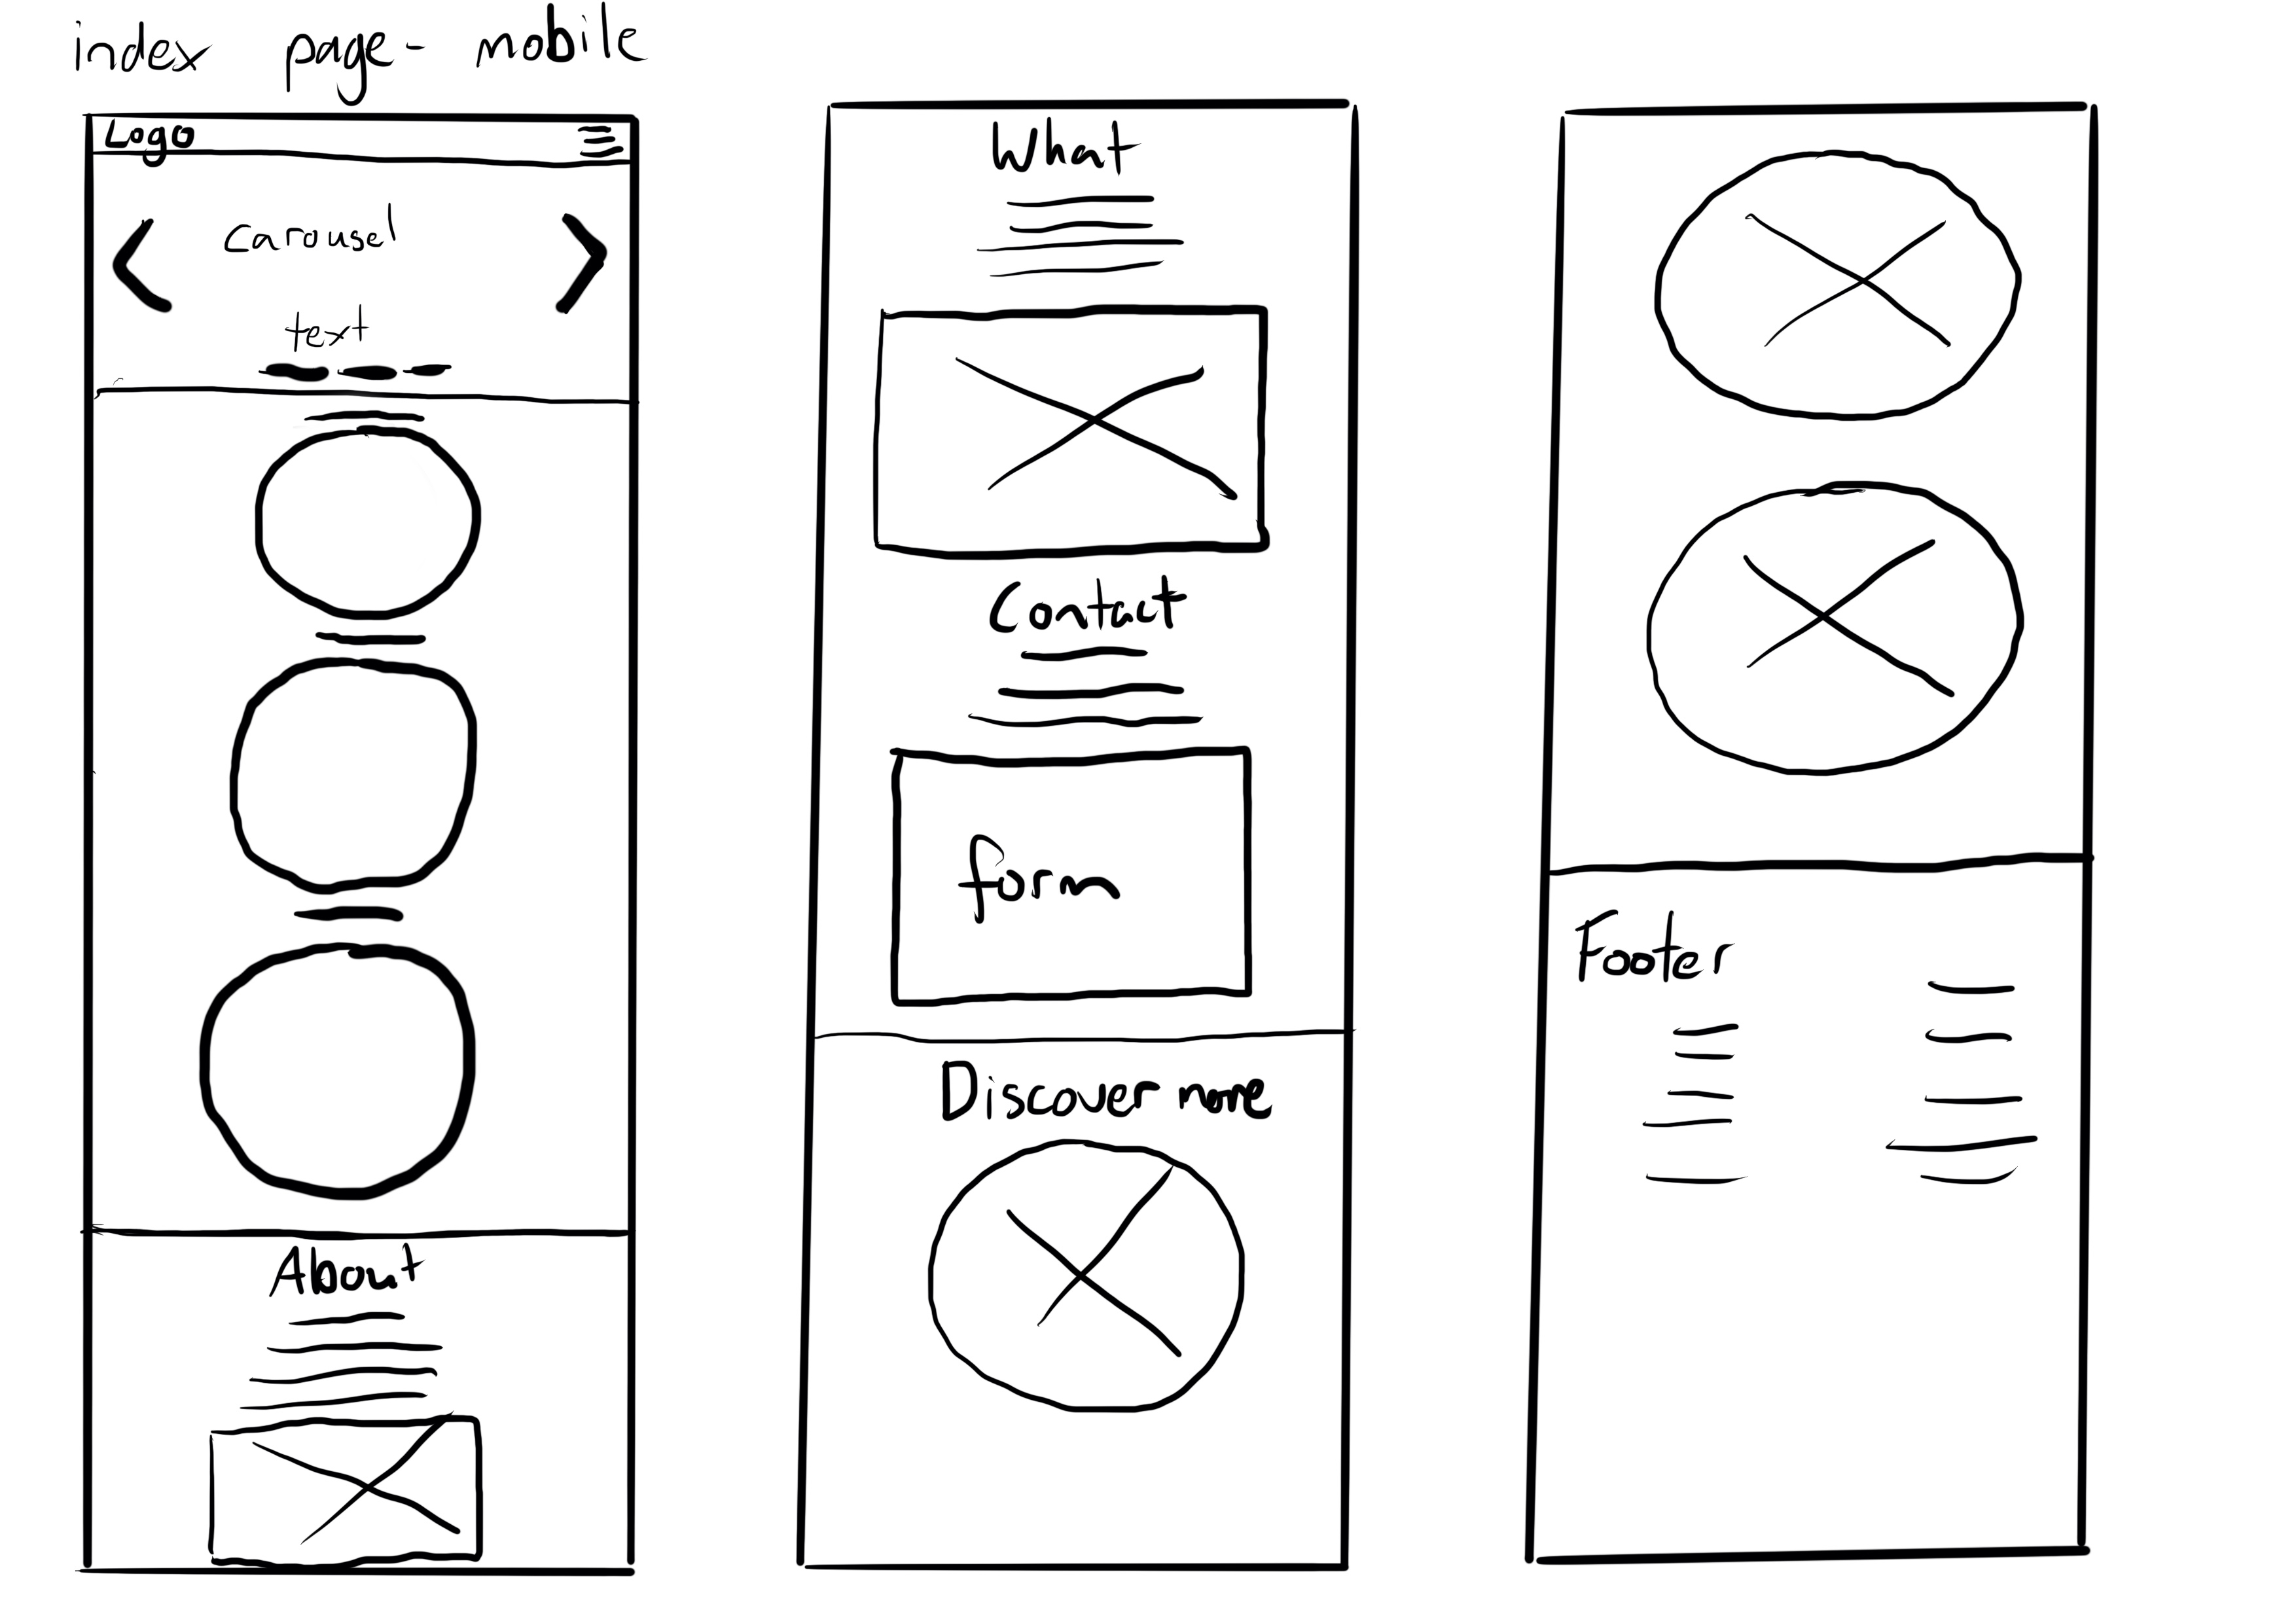 index page - mobile
Logo
Carousel
text
About
What
Contact
form
Discover more
Footer